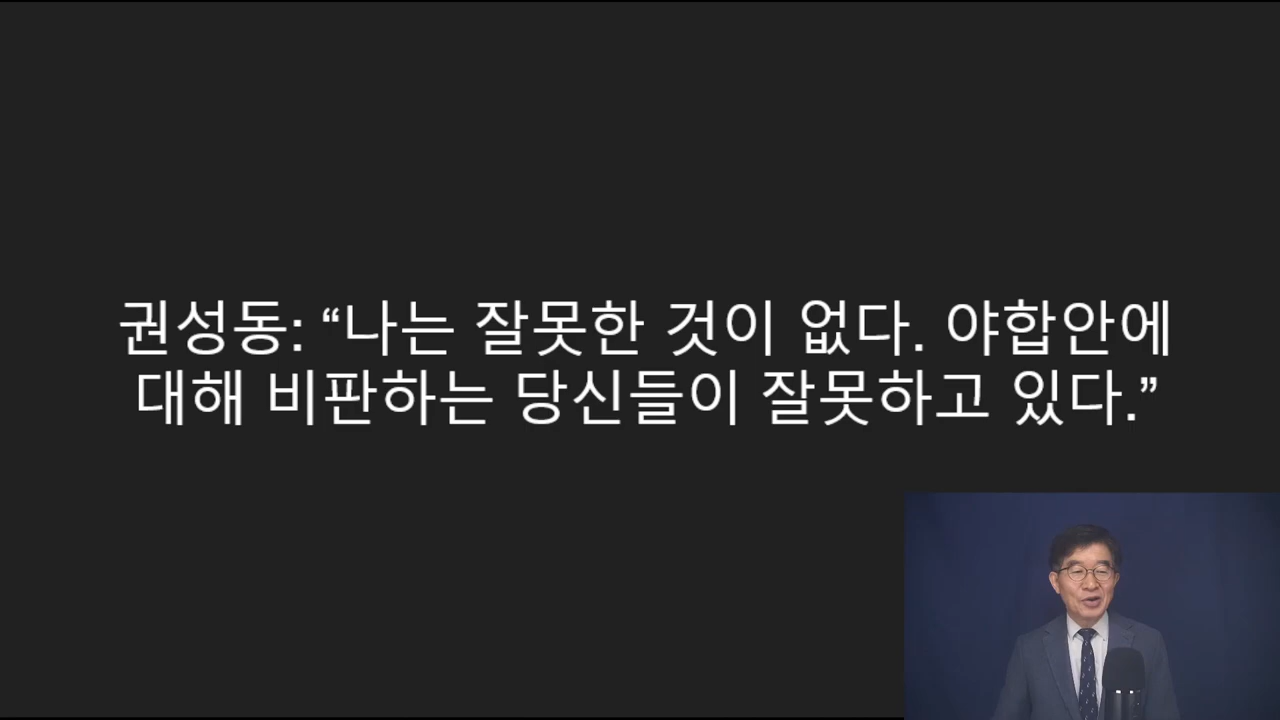 권성동: “나는 잘못한 것이 없다. 야합안에
대해 비판하는 당신들이 잘못하고 있다.”